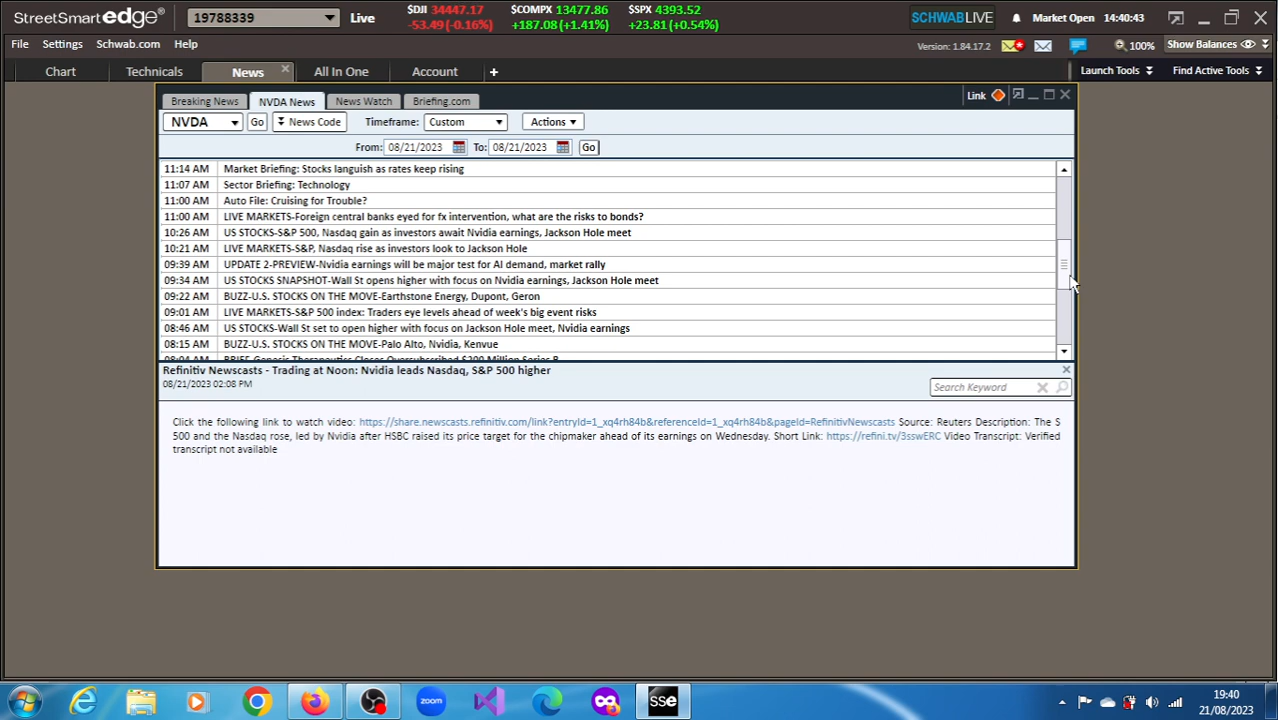 StreetSmart edge®
19788339
Live
$DJI 34447.17
-53.49 (-0.16%)
$COMPX 13477.86
+187.08 (+1.41%)
$SPX 4393.52
+23.81 (+0.54%)
SCHWABLIVE
Market Open 14:40:43
File Settings Schwab.com Help
Version: 1.84.17.2
100%
Show Balances
Chart Technicals News All In One Account +
Launch Tools Find Active Tools
Breaking News NVDA News News Watch Briefing.com
Link
NVDA Go News Code Timeframe: Custom Actions
From: 08/21/2023 To: 08/21/2023 Go
11:14 AM Market Briefing: Stocks languish as rates keep rising
11:07 AM Sector Briefing: Technology
11:00 AM Auto File: Cruising for Trouble?
11:00 AM LIVE MARKETS-Foreign central banks eyed for fx intervention, what are the risks to bonds?
10:26 AM US STOCKS-S&P 500, Nasdaq gain as investors await Nvidia earnings, Jackson Hole meet
10:21 AM LIVE MARKETS-S&P, Nasdaq rise as investors look to Jackson Hole
09:39 AM UPDATE 2-PREVIEW-Nvidia earnings will be major test for AI demand, market rally
09:34 AM US STOCKS SNAPSHOT-Wall St opens higher with focus on Nvidia earnings, Jackson Hole meet
09:22 AM BUZZ-U.S. STOCKS ON THE MOVE-Earthstone Energy, Dupont, Geron
09:01 AM LIVE MARKETS-S&P 500 index: Traders eye levels ahead of week's big event risks
08:46 AM US STOCKS-Wall St set to open higher with focus on Jackson Hole meet, Nvidia earnings
08:15 AM BUZZ-U.S. STOCKS ON THE MOVE-Palo Alto, Nvidia, Kenvue
08:04 AM BRIEF-Genesis Therapeutics Closes Oversubscribed $200 Million Series B
Refinitiv Newscasts - Trading at Noon: Nvidia leads Nasdaq, S&P 500 higher
08/21/2023 02:08 PM
Search Keyword
Click the following link to watch video: https://share.newscasts.refinitiv.com/link?entryId=1_xq4rh84b&referenceId=1_xq4rh84b&pageId=RefinitivNewscasts Source: Reuters Description: The S
500 and the Nasdaq rose, led by Nvidia after HSBC raised its price target for the chipmaker ahead of its earnings on Wednesday. Short Link: https://refini.tv/3sswERC Video Transcript: Verified
transcript not available
zoom
sse
19:40
21/08/2023